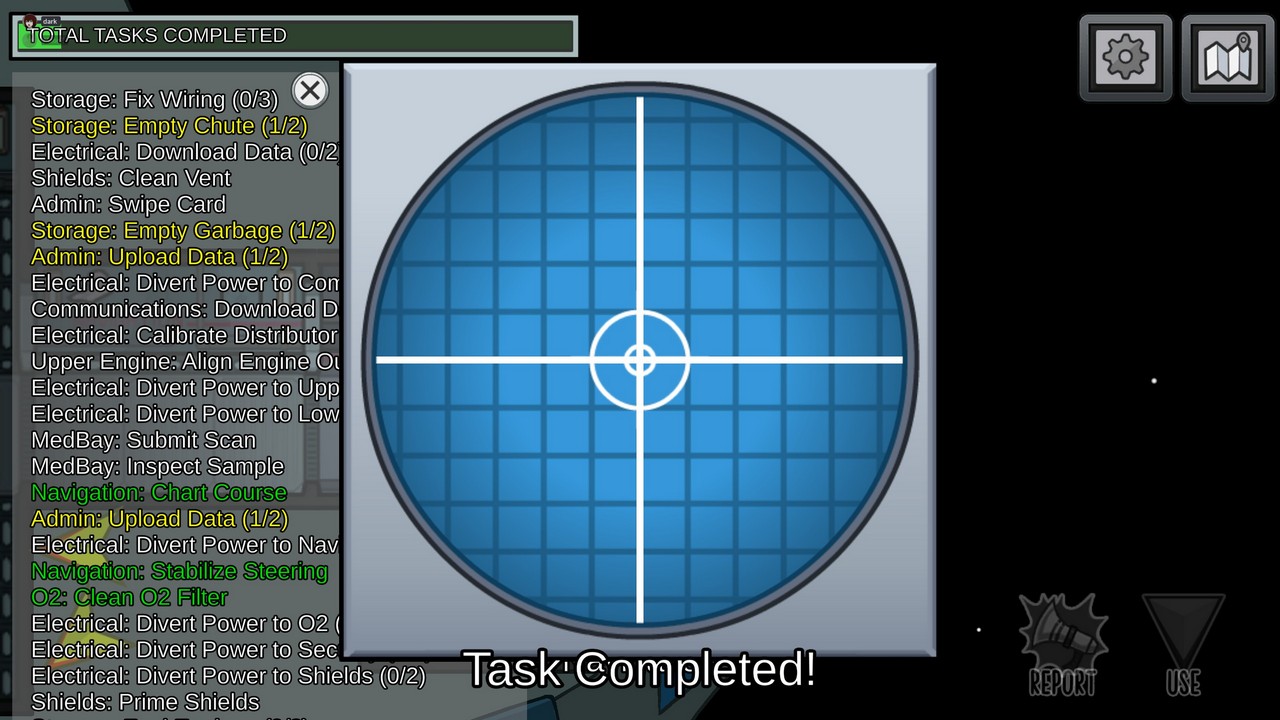 dark
TOTAL TASKS COMPLETED
Storage: Fix Wiring (0/3)
Storage: Empty Chute (1/2)
Electrical: Download Data (0/2
Shields: Clean Vent
Admin: Swipe Card
Storage: Empty Garbage (1/2)
Admin: Upload Data (1/2)
Electrical: Divert Power to Com
Communications: Download D
Electrical: Calibrate Distributor
Upper Engine: Align Engine Ou
Electrical: Divert Power to Upp
Electrical: Divert Power to Low
MedBay: Submit Scan
MedBay: Inspect Sample
Navigation: Chart Course
Admin: Upload Data (1/2)
Electrical: Divert Power to Nav
Navigation: Stabilize Steering
O2: Clean O2 Filter
Electrical: Divert Power to O2 (
Electrical: Divert Power to Sec
Electrical: Divert Power to Shields (0/2)
Shields: Prime Shields
Task Completed!
REPORT
USE